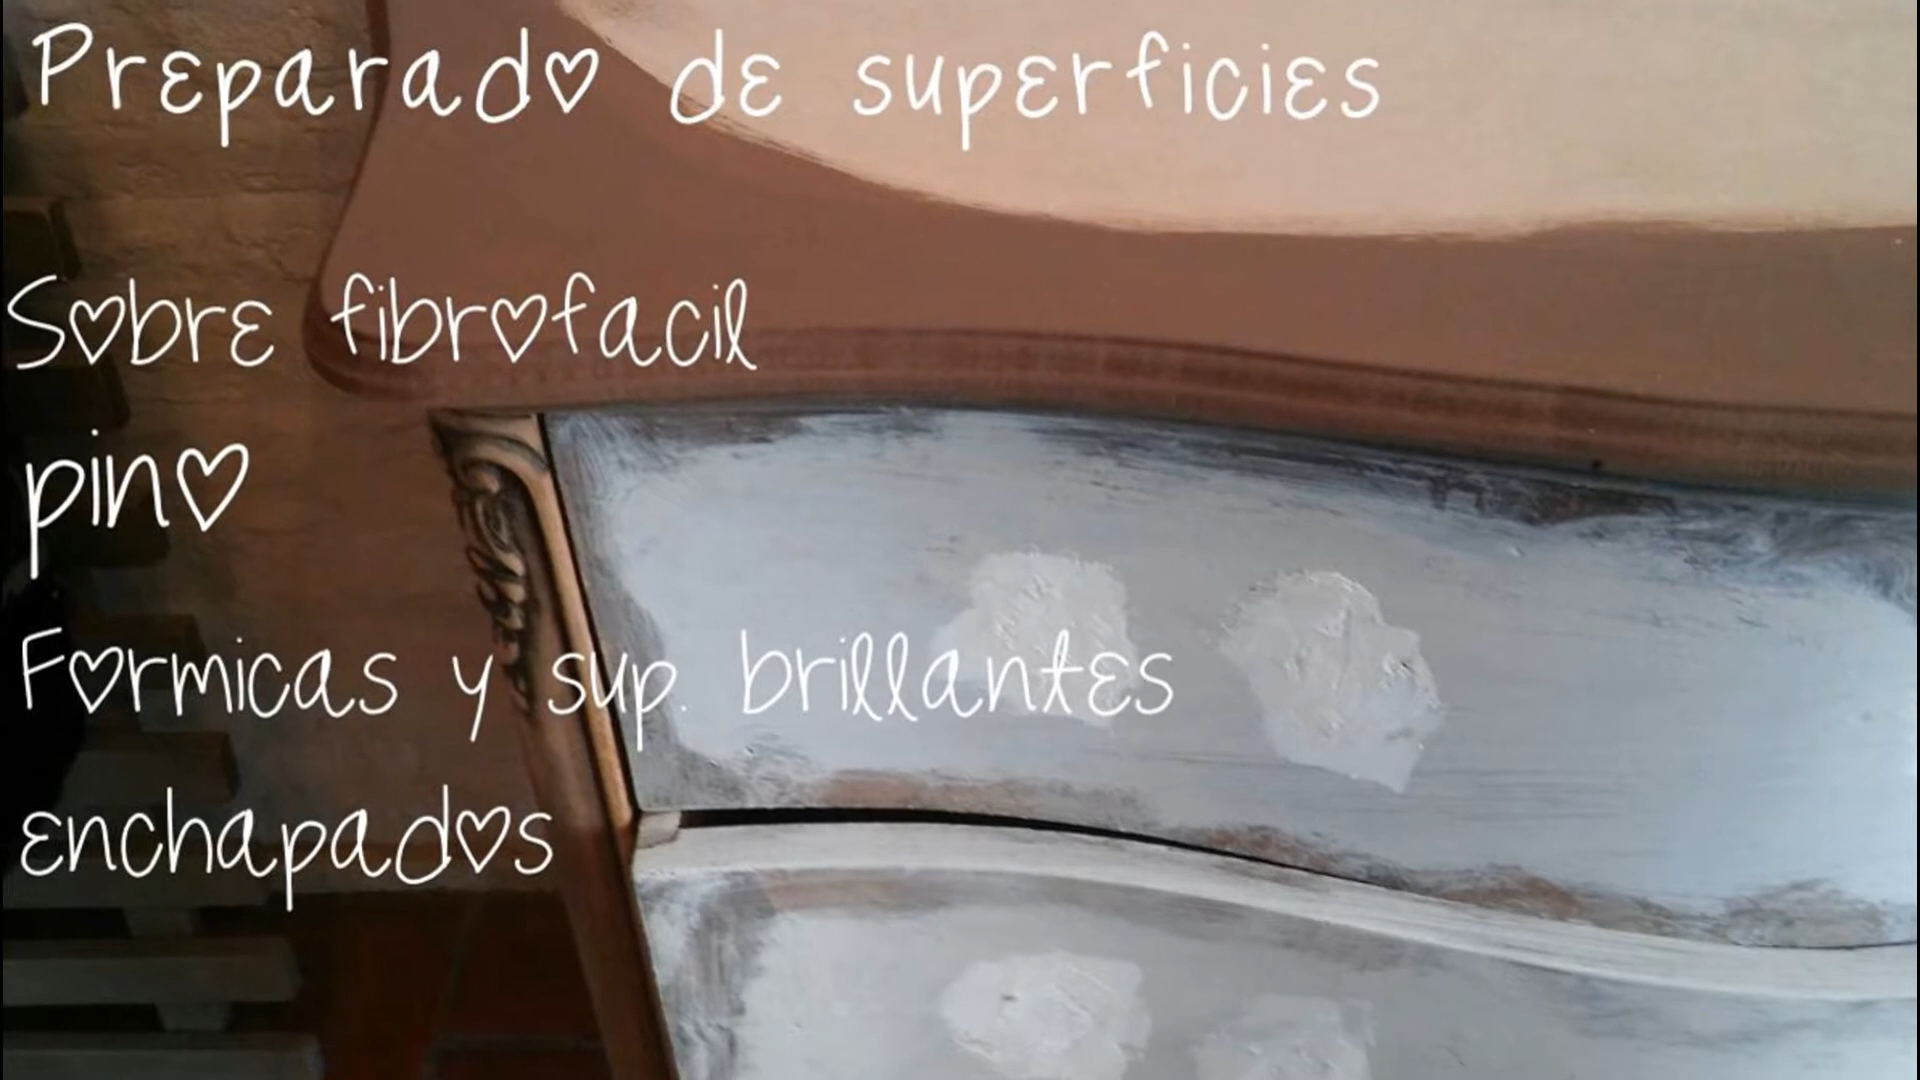 Preparado de superficies
Sobre fibrofacil
pino
Formicas y sup. brillantes
enchapados